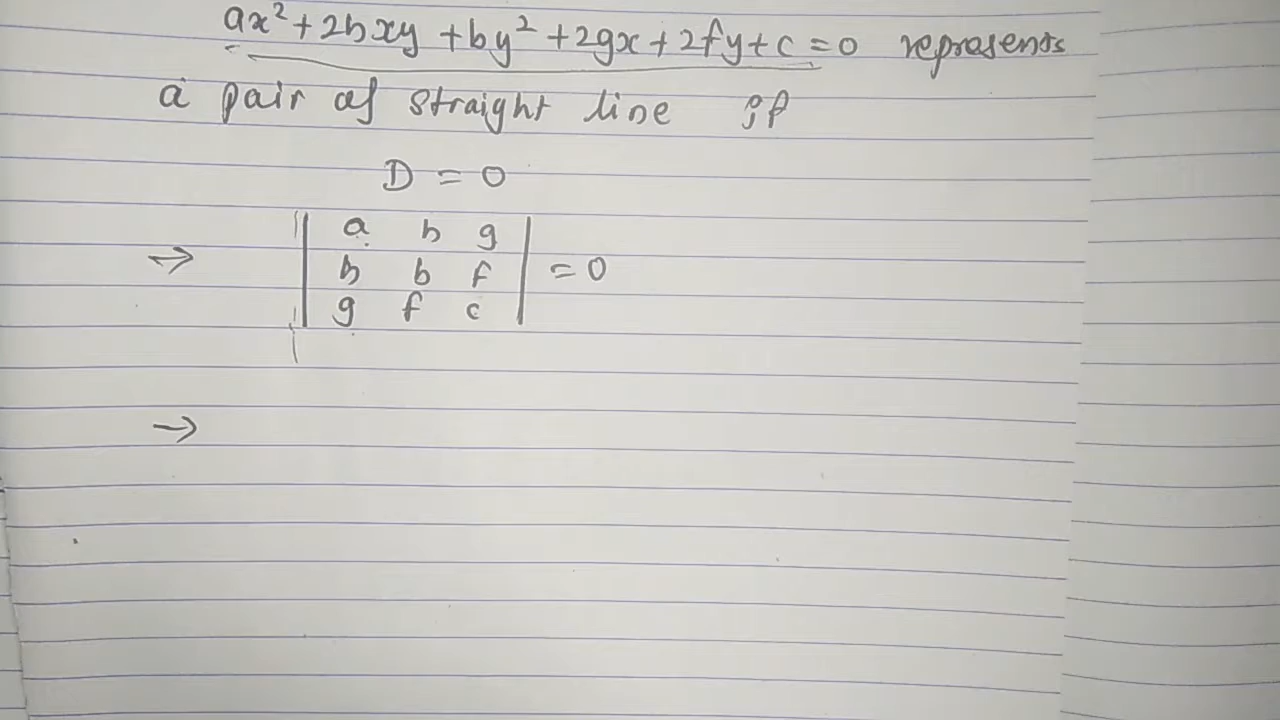 ax² + 2hxy + by² + 2gx + 2fy + c = 0 represents
a pair of straight line if
D = 0
⇒ | a h g |
| h b f | = 0
| g f c |
→